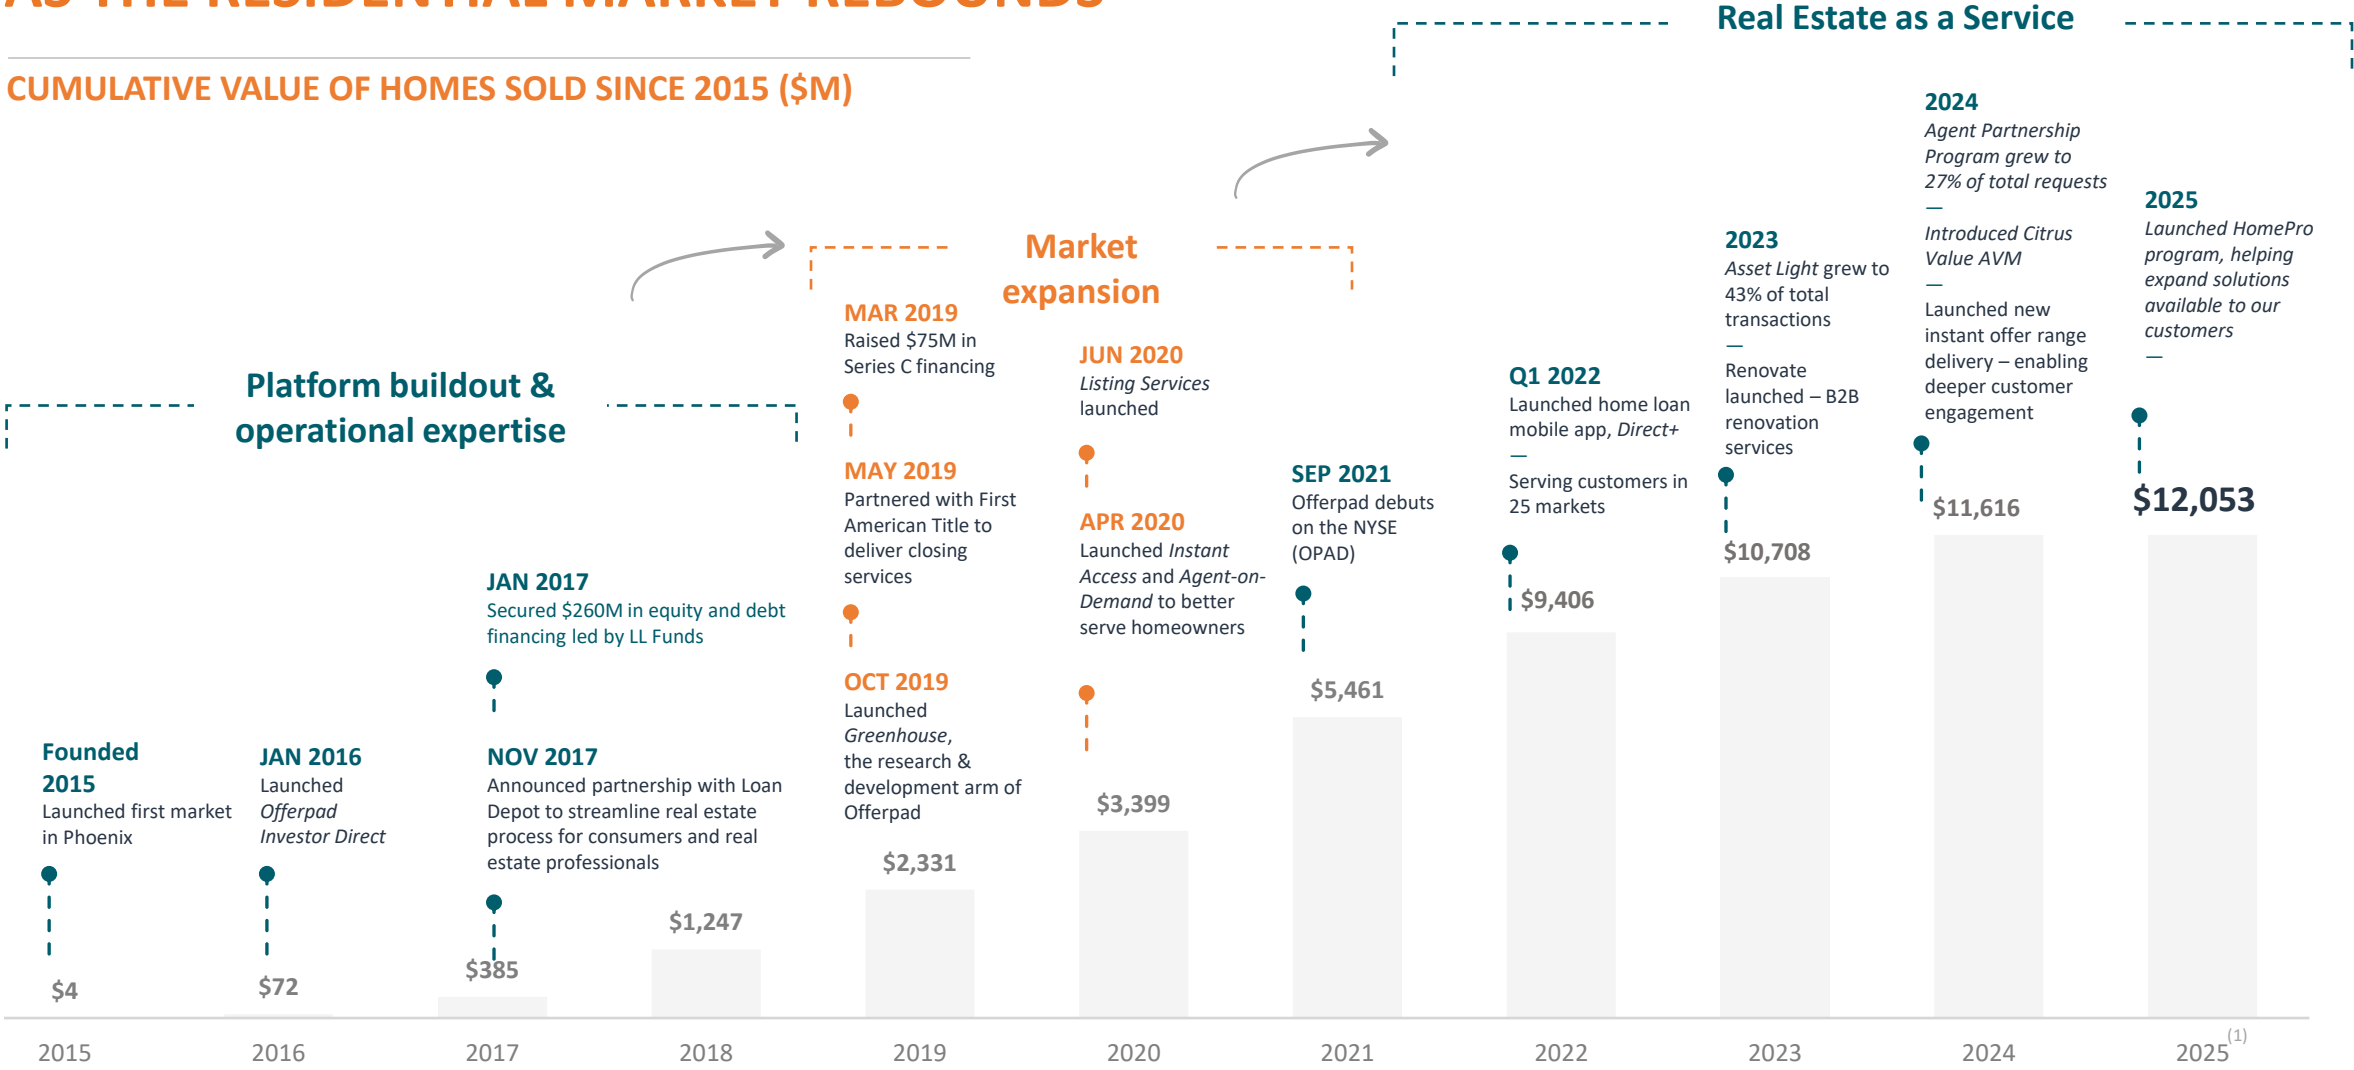 AS THE RESIDENTIAL MARKET REBOUNDS
CUMULATIVE VALUE OF HOMES SOLD SINCE 2015 ($M)
Platform buildout &
operational expertise
Market
expansion
Real Estate as a Service
Founded
2015
Launched first market
in Phoenix
JAN 2016
Launched
Offerpad
Investor Direct
JAN 2017
Secured $260M in equity and debt
financing led by LL Funds
NOV 2017
Announced partnership with Loan
Depot to streamline real estate
process for consumers and real
estate professionals
MAR 2019
Raised $75M in
Series C financing
MAY 2019
Partnered with First
American Title to
deliver closing
services
OCT 2019
Launched
Greenhouse,
the research &
development arm of
Offerpad
JUN 2020
Listing Services
launched
APR 2020
Launched Instant
Access and Agent-on-
Demand to better
serve homeowners
SEP 2021
Offerpad debuts
on the NYSE
(OPAD)
Q1 2022
Launched home loan
mobile app, Direct+
—
Serving customers in
25 markets
2023
Asset Light grew to
43% of total
transactions
—
Renovate
launched – B2B
renovation
services
2024
Agent Partnership
Program grew to
27% of total requests
—
Introduced Citrus
Value AVM
—
Launched new
instant offer range
delivery – enabling
deeper customer
engagement
2025
Launched HomePro
program, helping
expand solutions
available to our
customers
—
$4
$72
$385
$1,247
$2,331
$3,399
$5,461
$9,406
$10,708
$11,616
$12,053
2015
2016
2017
2018
2019
2020
2021
2022
2023
2024
2025(1)